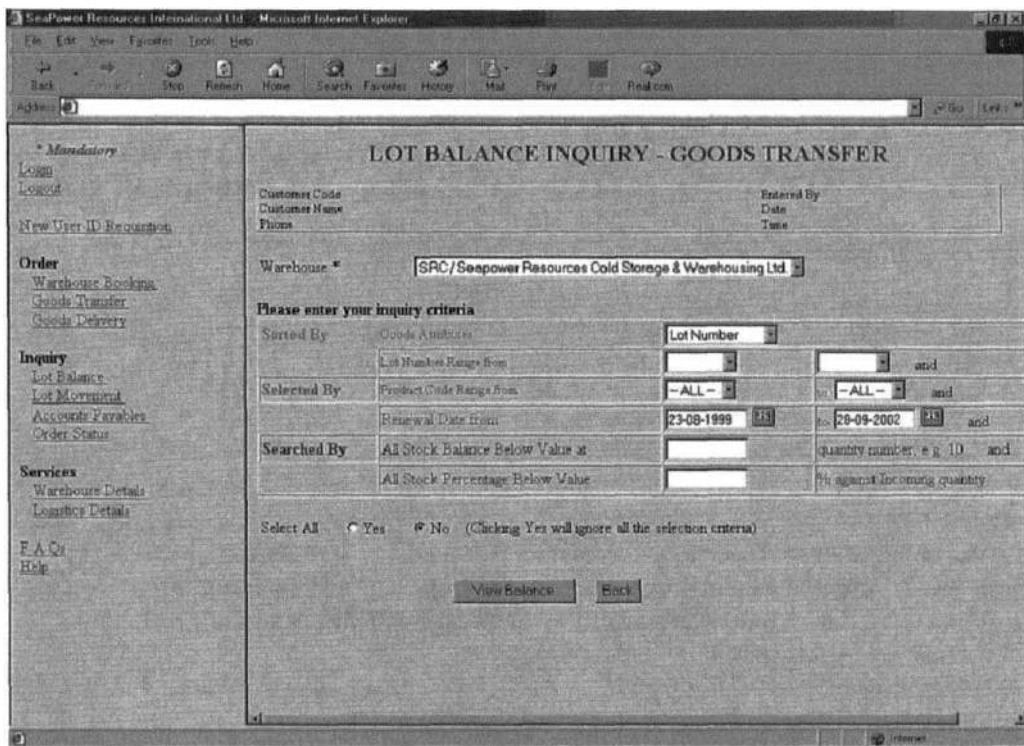 SeaPower Resources International Ltd. - Microsoft Internet Explorer
File Edit View Favorites Tools Help
Back Stop Refresh Home Search Favorites History Mail Print Real.com
Address Go Links »
* Mandatory
Login
Logout
New User-ID Requisition
Order
Warehouse Booking
Goods Transfer
Goods Delivery
Inquiry
Lot Balance
Lot Movement
Accounts Payables
Order Status
Services
Warehouse Details
Logistics Details
F A Qs
Help
LOT BALANCE INQUIRY - GOODS TRANSFER
Customer Code Entered By
Customer Name Date
Phone Time
Warehouse * SRC/Seapower Resources Cold Storage & Warehousing Ltd.
Please enter your inquiry criteria
Sorted By Goods Attributes Lot Number
Lot Number Range from and
Selected By Product Code Range from -- ALL -- to -- ALL -- and
Renewal Date from 23-08-1999 to 28-09-2002 and
Searched By All Stock Balance Below Value at quantity number, e.g. 10 and
All Stock Percentage Below Value % against Incoming quantity
Select All Yes No (Clicking Yes will ignore all the selection criteria)
View Balance Back
Internet